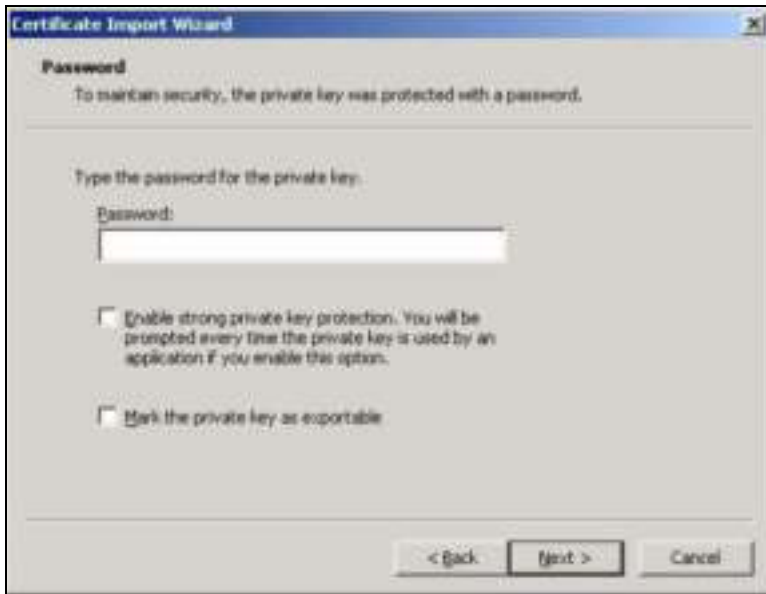 Certificate Import Wizard
Password
To maintain security, the private key was protected with a password.
Type the password for the private key.
Password:
Enable strong private key protection. You will be
prompted every time the private key is used by an
application if you enable this option.
Mark the private key as exportable
< Back
Next >
Cancel